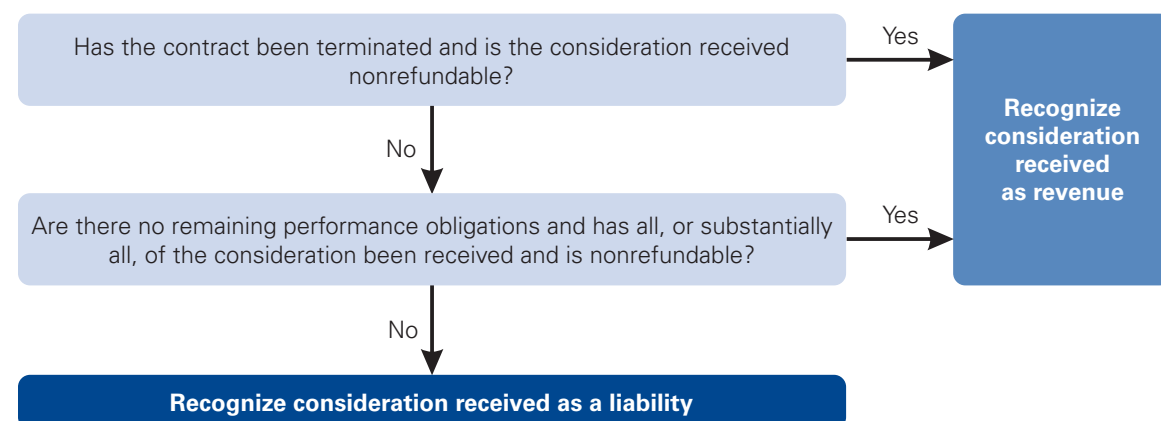 Has the contract been terminated and is the consideration received
nonrefundable?
Yes
Recognize
consideration
received
as revenue
No
Are there no remaining performance obligations and has all, or substantially
all, of the consideration been received and is nonrefundable?
Yes
No
Recognize consideration received as a liability